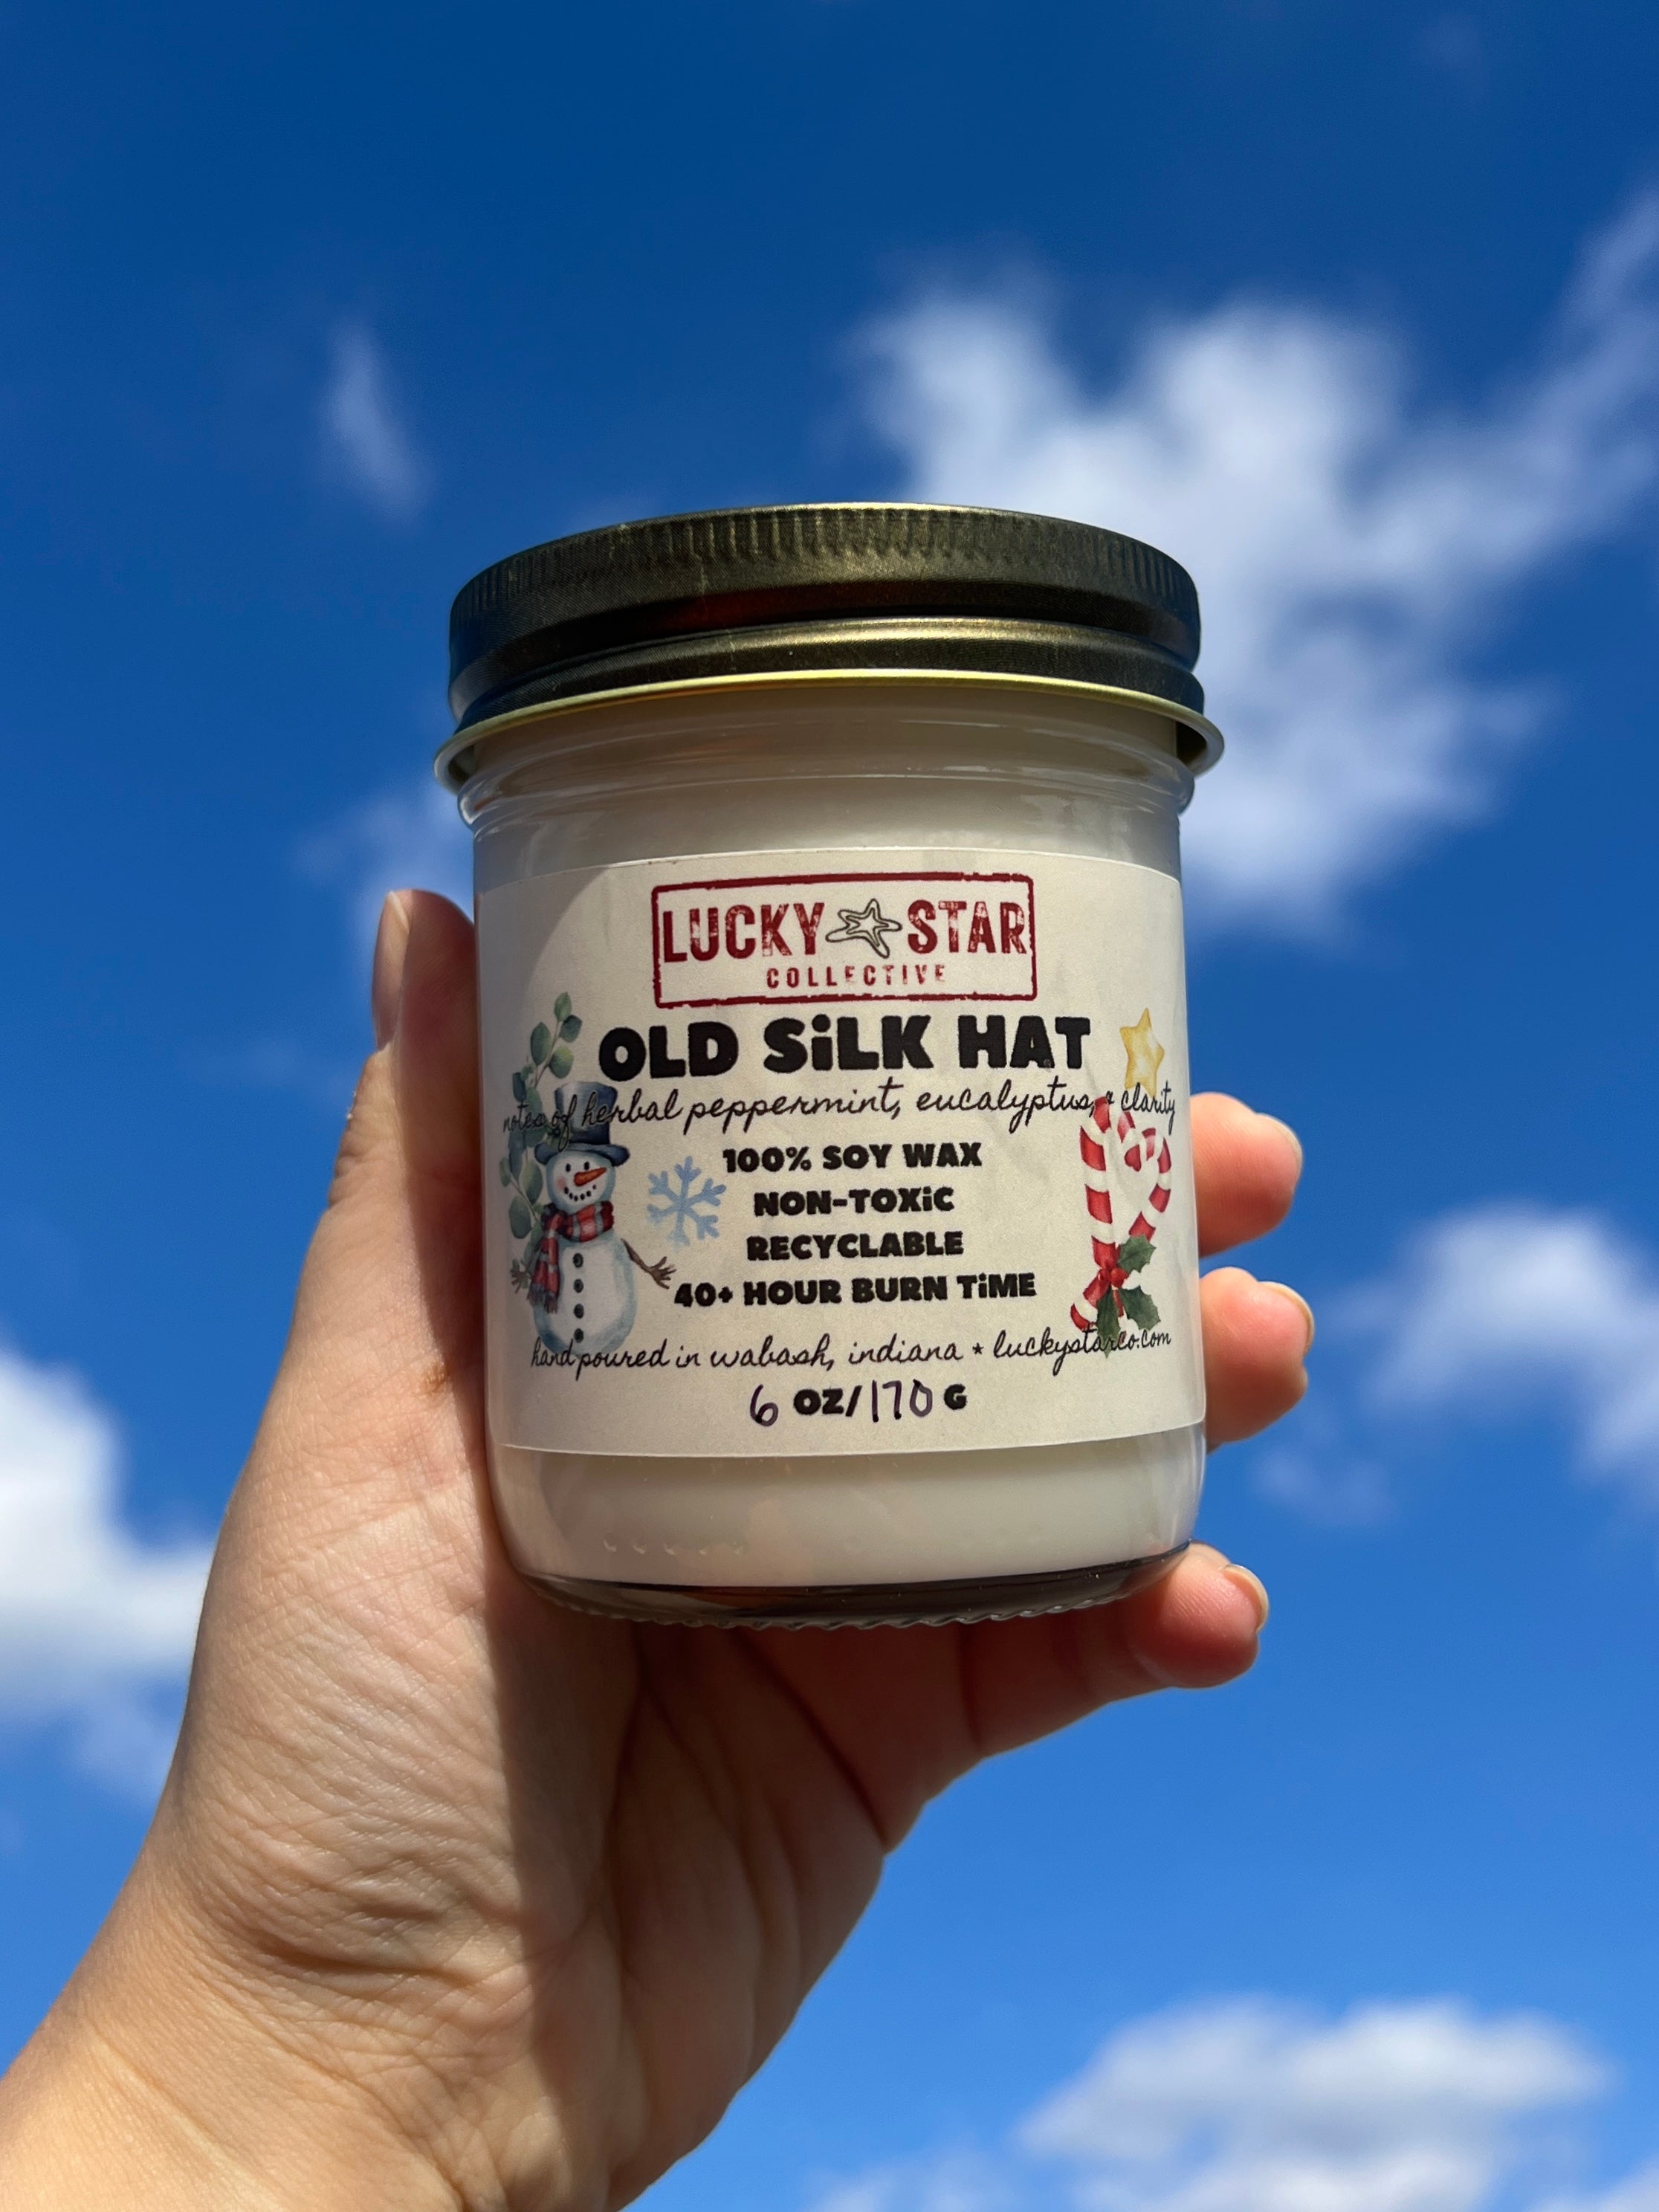 LUCKY STAR
COLLECTIVE
OLD SiLK HAT
notes of herbal peppermint, eucalyptus, & clarity
100% SOY WAX
NON-TOXiC
RECYCLABLE
40+ HOUR BURN TiME
hand poured in wabash, indiana ★ luckystarco.com
6 OZ/170 G